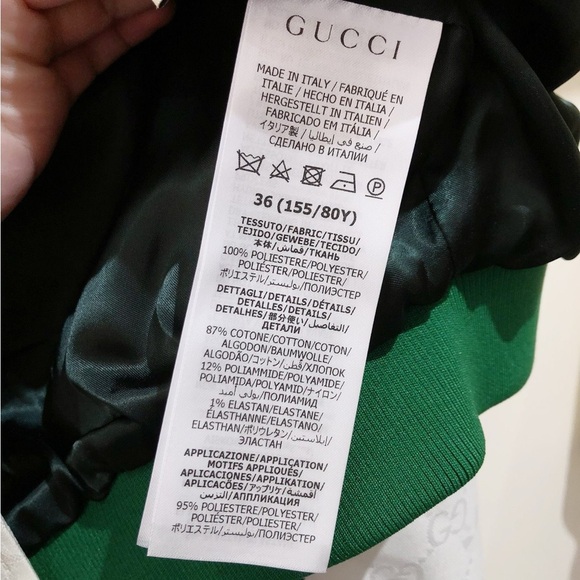 GUCCI
MADE IN ITALY / FABRIQUÉ EN
ITALIE / HECHO EN ITALIA /
HERGESTELLT IN ITALIEN /
FABRICADO EM ITÁLIA /
イタリア製 / صنع في إيطاليا /
СДЕЛАНО В ИТАЛИИ
P
36 (155/80Y)
TESSUTO/FABRIC/TISSU/
TEJIDO/GEWEBE/TECIDO/
本体/قماش/ТКАНЬ
100% POLIESTERE/POLYESTER/
POLIÉSTER/POLYESTER/
ポリエステル/بوليستر/ПОЛИЭСТЕР
DETTAGLI/DETAILS/DÉTAILS/
DETALLES/DETAILS/
DETALHES/部分使い/التفاصيل/
ДЕТАЛИ
87% COTONE/COTTON/COTON/
ALGODON/BAUMWOLLE/
ALGODÃO/コットン/قطن/ХЛОПОК
12% POLIAMMIDE/POLYAMIDE/
POLIAMIDA/POLYAMID/ナイロン/
بولي أميد/ПОЛИАМИД
1% ELASTAN/ELASTANE/
ÉLASTHANNE/ELASTANO/
ELASTHAN/ポリウレタン/إيلاستين/
ЭЛАСТАН
APPLICAZIONE/APPLICATION/
MOTIFS APPLIQUÉS/
APLICACIONES/APPLIKATION/
APLICAÇÕES/アップリケ/أقمشة
الترس/АППЛИКАЦИЯ
95% POLIESTERE/POLYESTER/
POLIÉSTER/POLYESTER/
ポリエステル/بوليستر/ПОЛИЭСТЕР